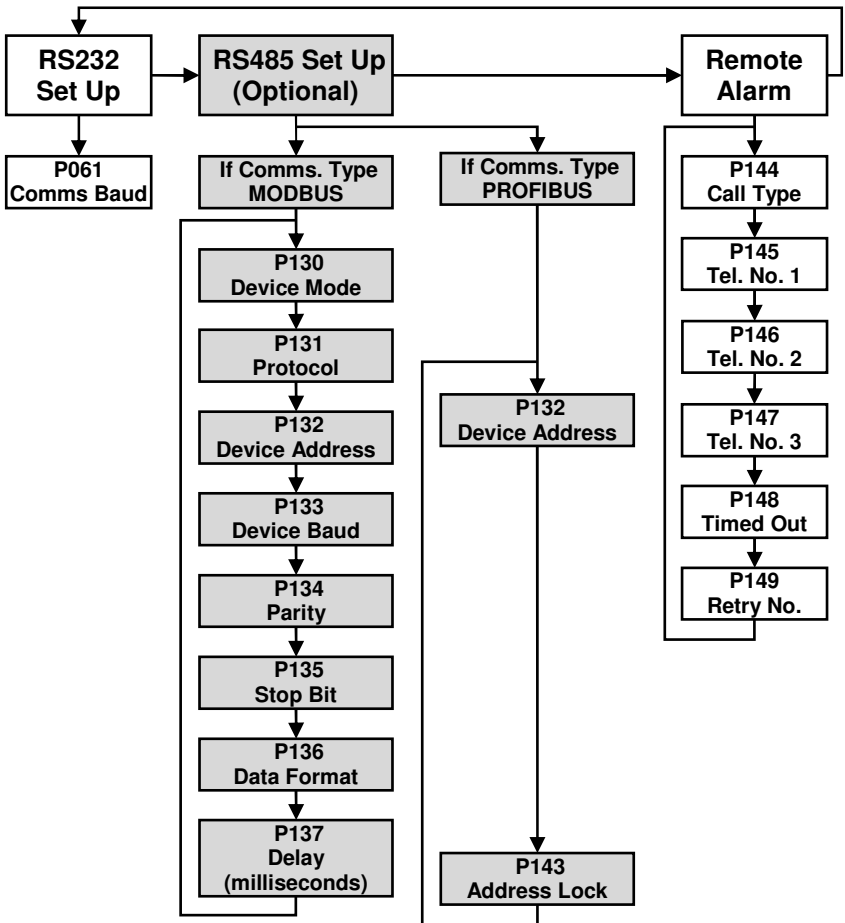 RS232
Set Up
RS485 Set Up
(Optional)
Remote
Alarm
P061
Comms Baud
If Comms. Type
MODBUS
If Comms. Type
PROFIBUS
P130
Device Mode
P131
Protocol
P132
Device Address
P133
Device Baud
P134
Parity
P135
Stop Bit
P136
Data Format
P137
Delay
(milliseconds)
P132
Device Address
P143
Address Lock
P144
Call Type
P145
Tel. No. 1
P146
Tel. No. 2
P147
Tel. No. 3
P148
Timed Out
P149
Retry No.